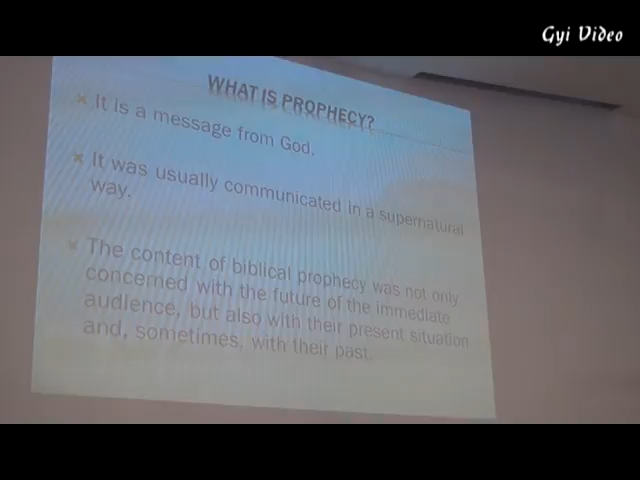 Gyi Video
WHAT IS PROPHECY?
It is a message from God.
It was usually communicated in a supernatural
way.
The content of biblical prophecy was not only
concerned with the future of the immediate
audience, but also with their present situation
and, sometimes, with their past.